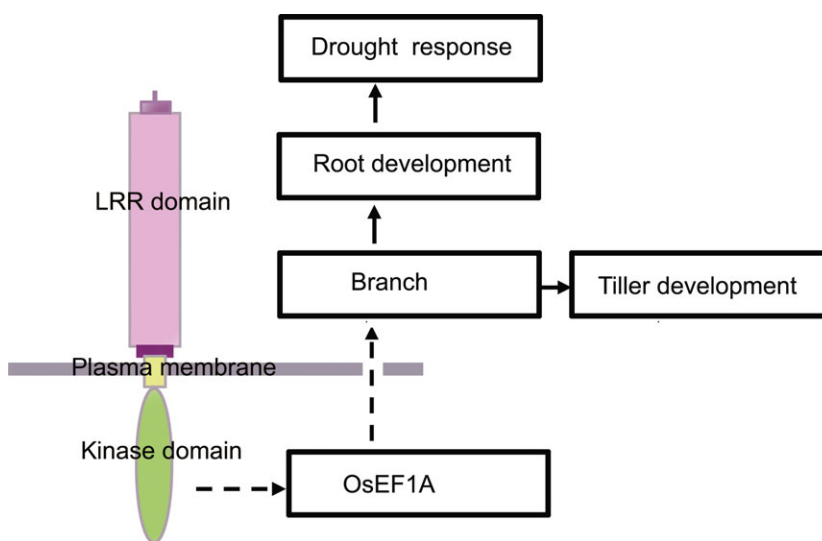 Drought response
Root development
LRR domain
Branch
Tiller development
Plasma membrane
Kinase domain
OsEF1A